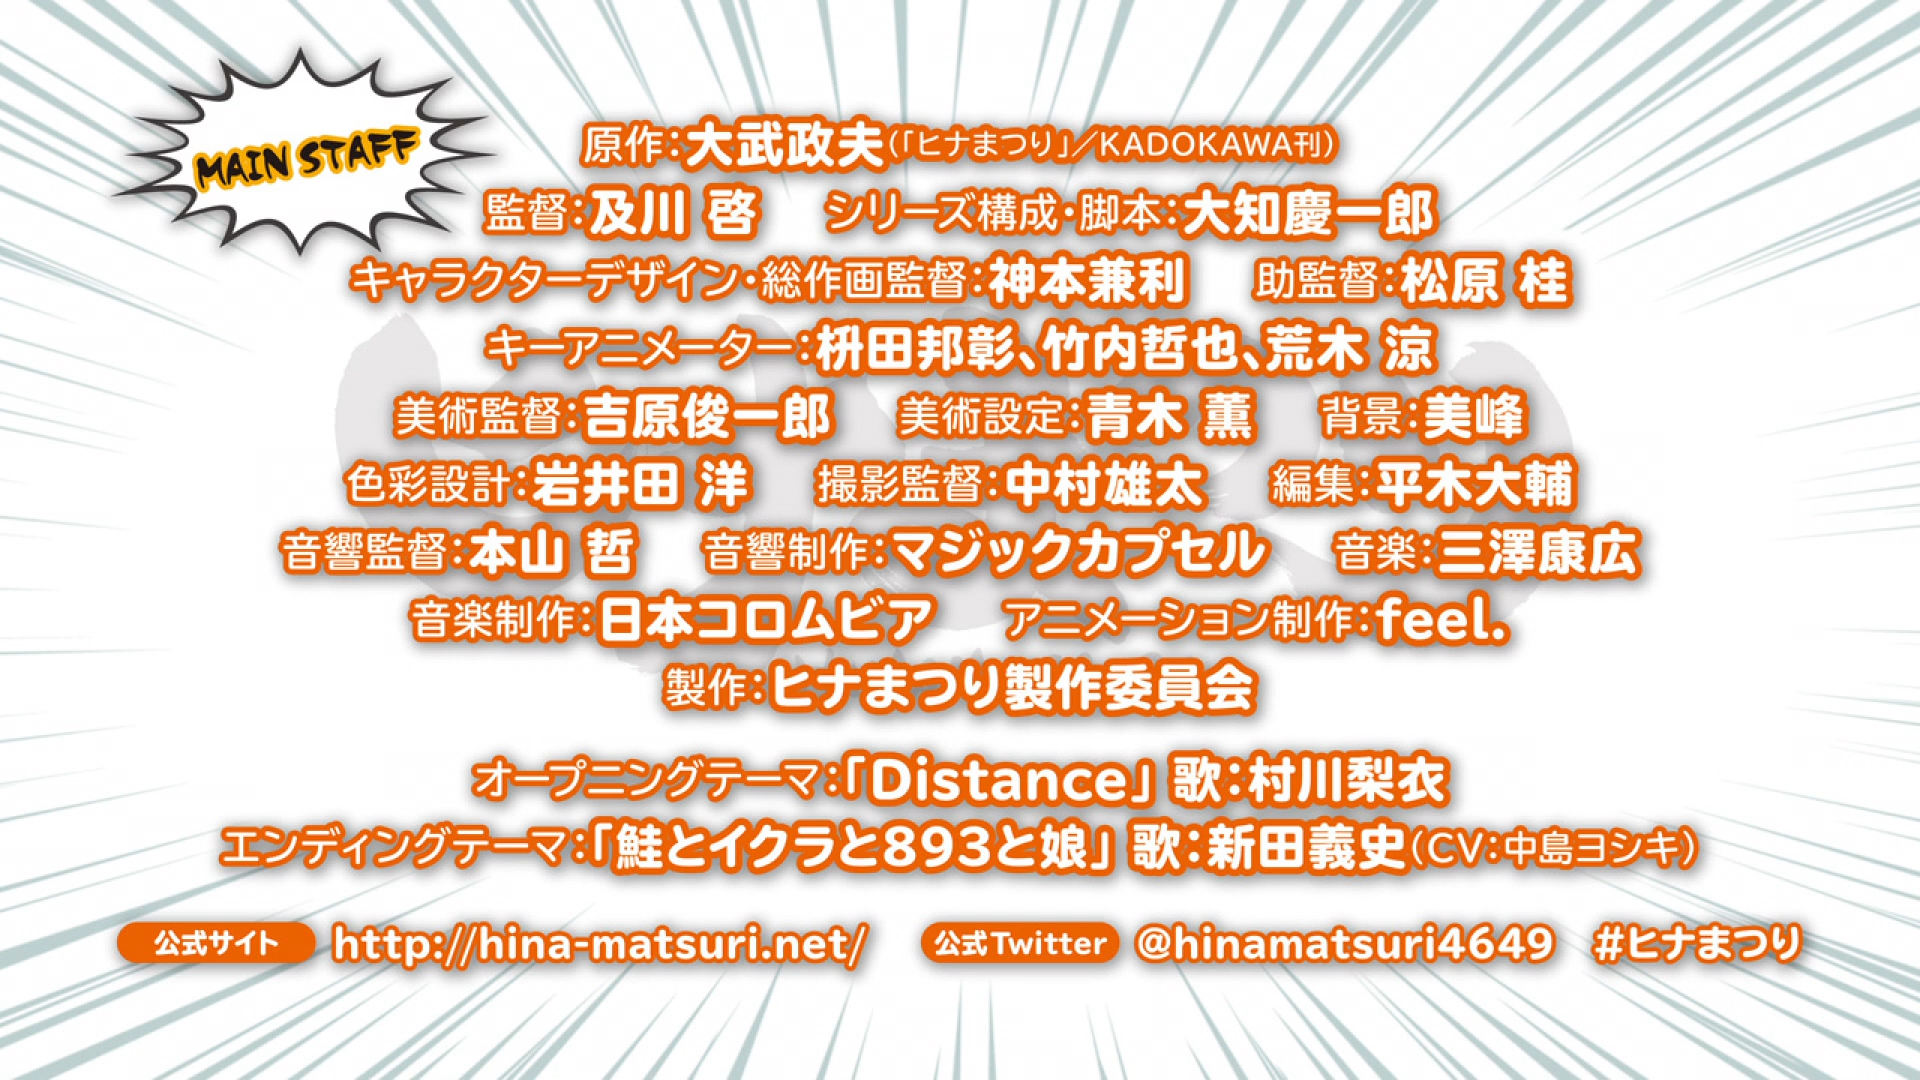 MAIN STAFF
原作:大武政夫(「ヒナまつり」/KADOKAWA刊)
監督:及川 啓 シリーズ構成・脚本:大知慶一郎
キャラクターデザイン・総作画監督:神本兼利 助監督:松原 桂
キーアニメーター:枡田邦彰、竹内哲也、荒木 涼
美術監督:吉原俊一郎 美術設定:青木 薫 背景:美峰
色彩設計:岩井田 洋 撮影監督:中村雄太 編集:平木大輔
音響監督:本山 哲 音響制作:マジックカプセル 音楽:三澤康広
音楽制作:日本コロムビア アニメーション制作:feel.
製作:ヒナまつり製作委員会
オープニングテーマ:「Distance」 歌:村川梨衣
エンディングテーマ:「鮭とイクラと893と娘」 歌:新田義史(CV:中島ヨシキ)
公式サイト http://hina-matsuri.net/ 公式Twitter @hinamatsuri4649 #ヒナまつり